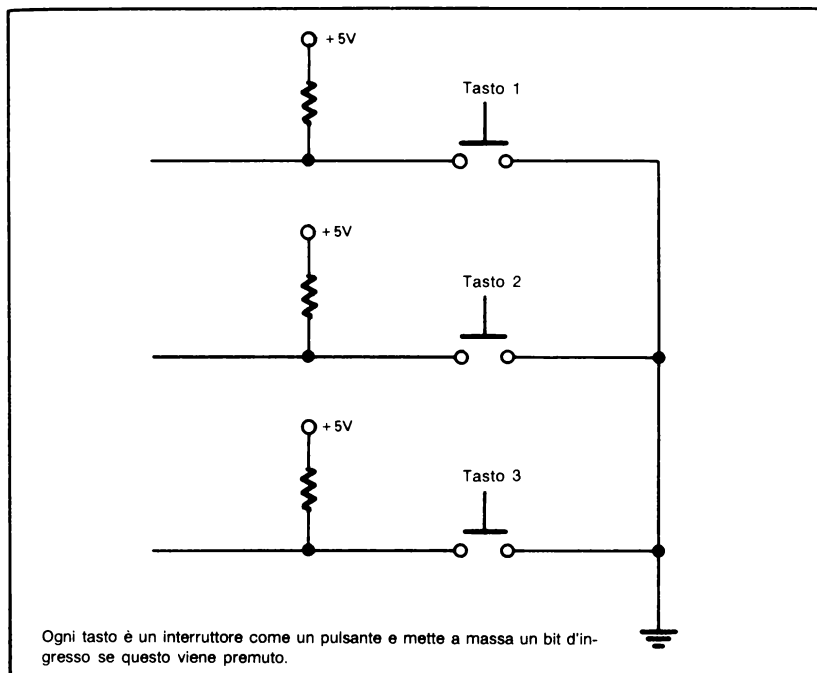 +5V
Tasto 1
+5V
Tasto 2
+5V
Tasto 3
Ogni tasto è un interruttore come un pulsante e mette a massa un bit d'in-
gresso se questo viene premuto.